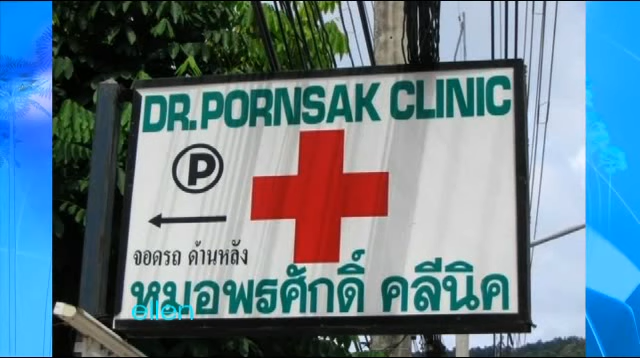 DR.PORNSAK CLINIC
P
จอดรถ ด้านหลัง
หมอพรศักดิ์ คลีนิค
ellen